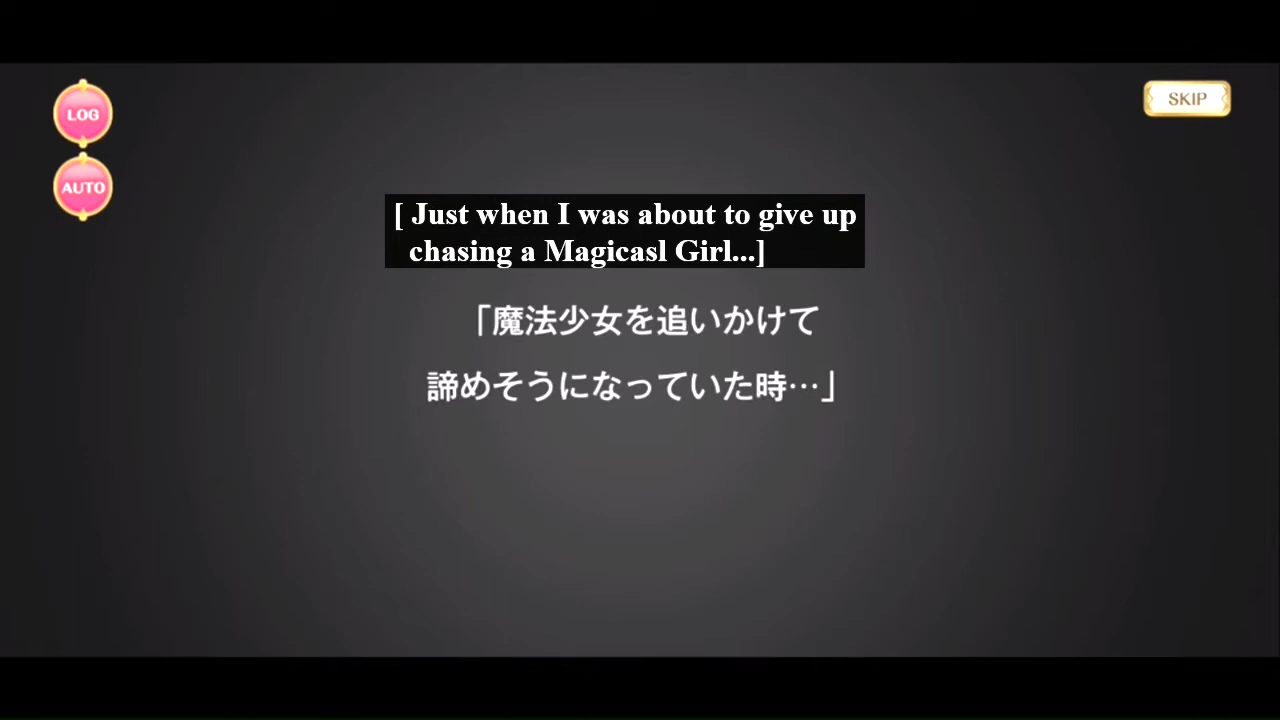 LOG
SKIP
AUTO
[ Just when I was about to give up
chasing a Magicasl Girl...]
「魔法少女を追いかけて
諦めそうになっていた時…」